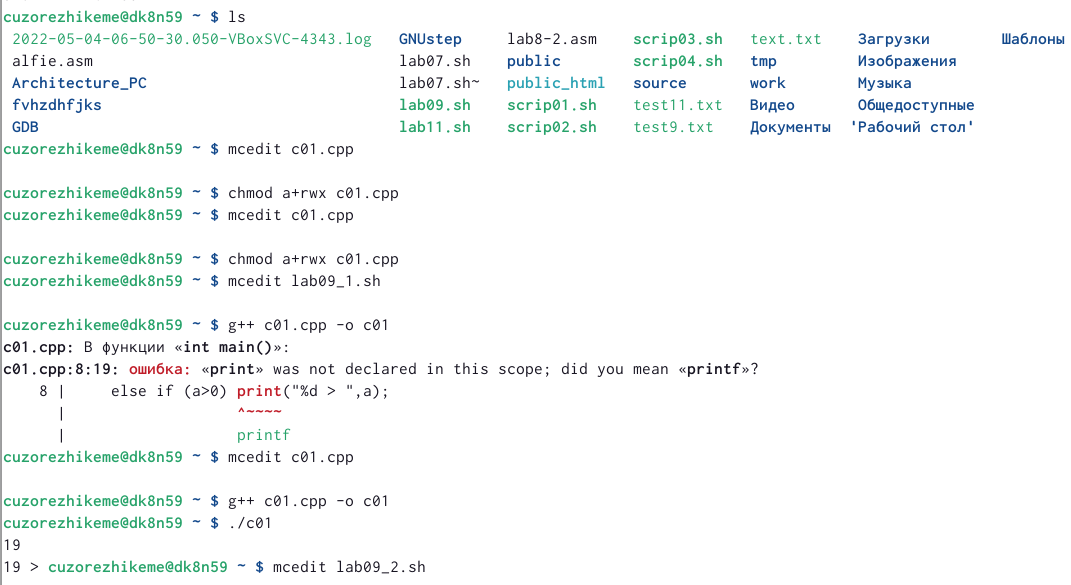 cuzorezhikeme@dk8n59 ~ $ ls
2022-05-04-06-50-30.050-VBoxSVC-4343.log GNUstep lab8-2.asm scrip03.sh text.txt Загрузки Шаблоны
alfie.asm lab07.sh public scrip04.sh tmp Изображения
Architecture_PC lab07.sh~ public_html source work Музыка
fvhzdhfjks lab09.sh scrip01.sh test11.txt Видео Общедоступные
GDB lab11.sh scrip02.sh test9.txt Документы 'Рабочий стол'
cuzorezhikeme@dk8n59 ~ $ mcedit c01.cpp
cuzorezhikeme@dk8n59 ~ $ chmod a+rwx c01.cpp
cuzorezhikeme@dk8n59 ~ $ mcedit c01.cpp
cuzorezhikeme@dk8n59 ~ $ chmod a+rwx c01.cpp
cuzorezhikeme@dk8n59 ~ $ mcedit lab09_1.sh
cuzorezhikeme@dk8n59 ~ $ g++ c01.cpp -o c01
c01.cpp: В функции «int main()»:
c01.cpp:8:19: ошибка: «print» was not declared in this scope; did you mean «printf»?
8 | else if (a>0) print("%d > ",a);
| ^~~~~
| printf
cuzorezhikeme@dk8n59 ~ $ mcedit c01.cpp
cuzorezhikeme@dk8n59 ~ $ g++ c01.cpp -o c01
cuzorezhikeme@dk8n59 ~ $ ./c01
19
19 > cuzorezhikeme@dk8n59 ~ $ mcedit lab09_2.sh